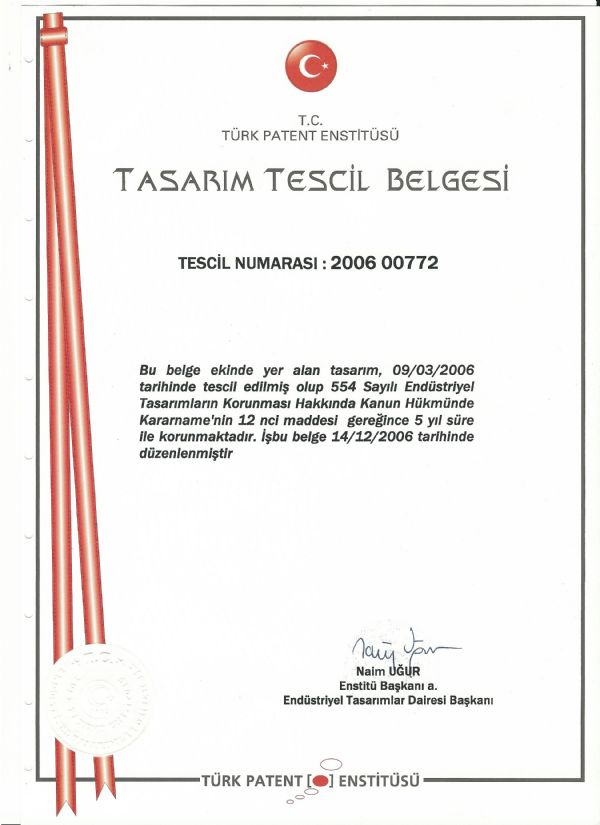 T.C.
TÜRK PATENT ENSTİTÜSÜ
TASARIM TESCİL BELGESİ
TESCİL NUMARASI : 2006 00772
Bu belge ekinde yer alan tasarım, 09/03/2006
tarihinde tescil edilmiş olup 554 Sayılı Endüstriyel
Tasarımların Korunması Hakkında Kanun Hükmünde
Kararname'nin 12 nci maddesi gereğince 5 yıl süre
ile korunmaktadır. İşbu belge 14/12/2006 tarihinde
düzenlenmiştir
Naim UĞUR
Enstitü Başkanı a.
Endüstriyel Tasarımlar Dairesi Başkanı
TÜRK PATENT [ ] ENSTİTÜSÜ